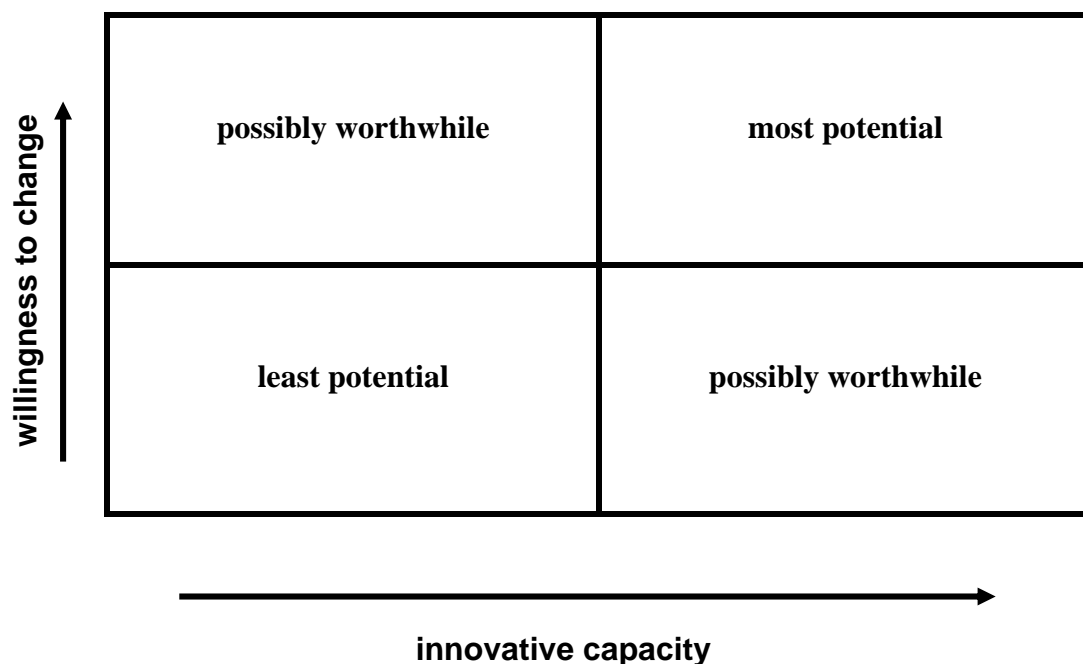 willingness to change
possibly worthwhile
most potential
least potential
possibly worthwhile
innovative capacity